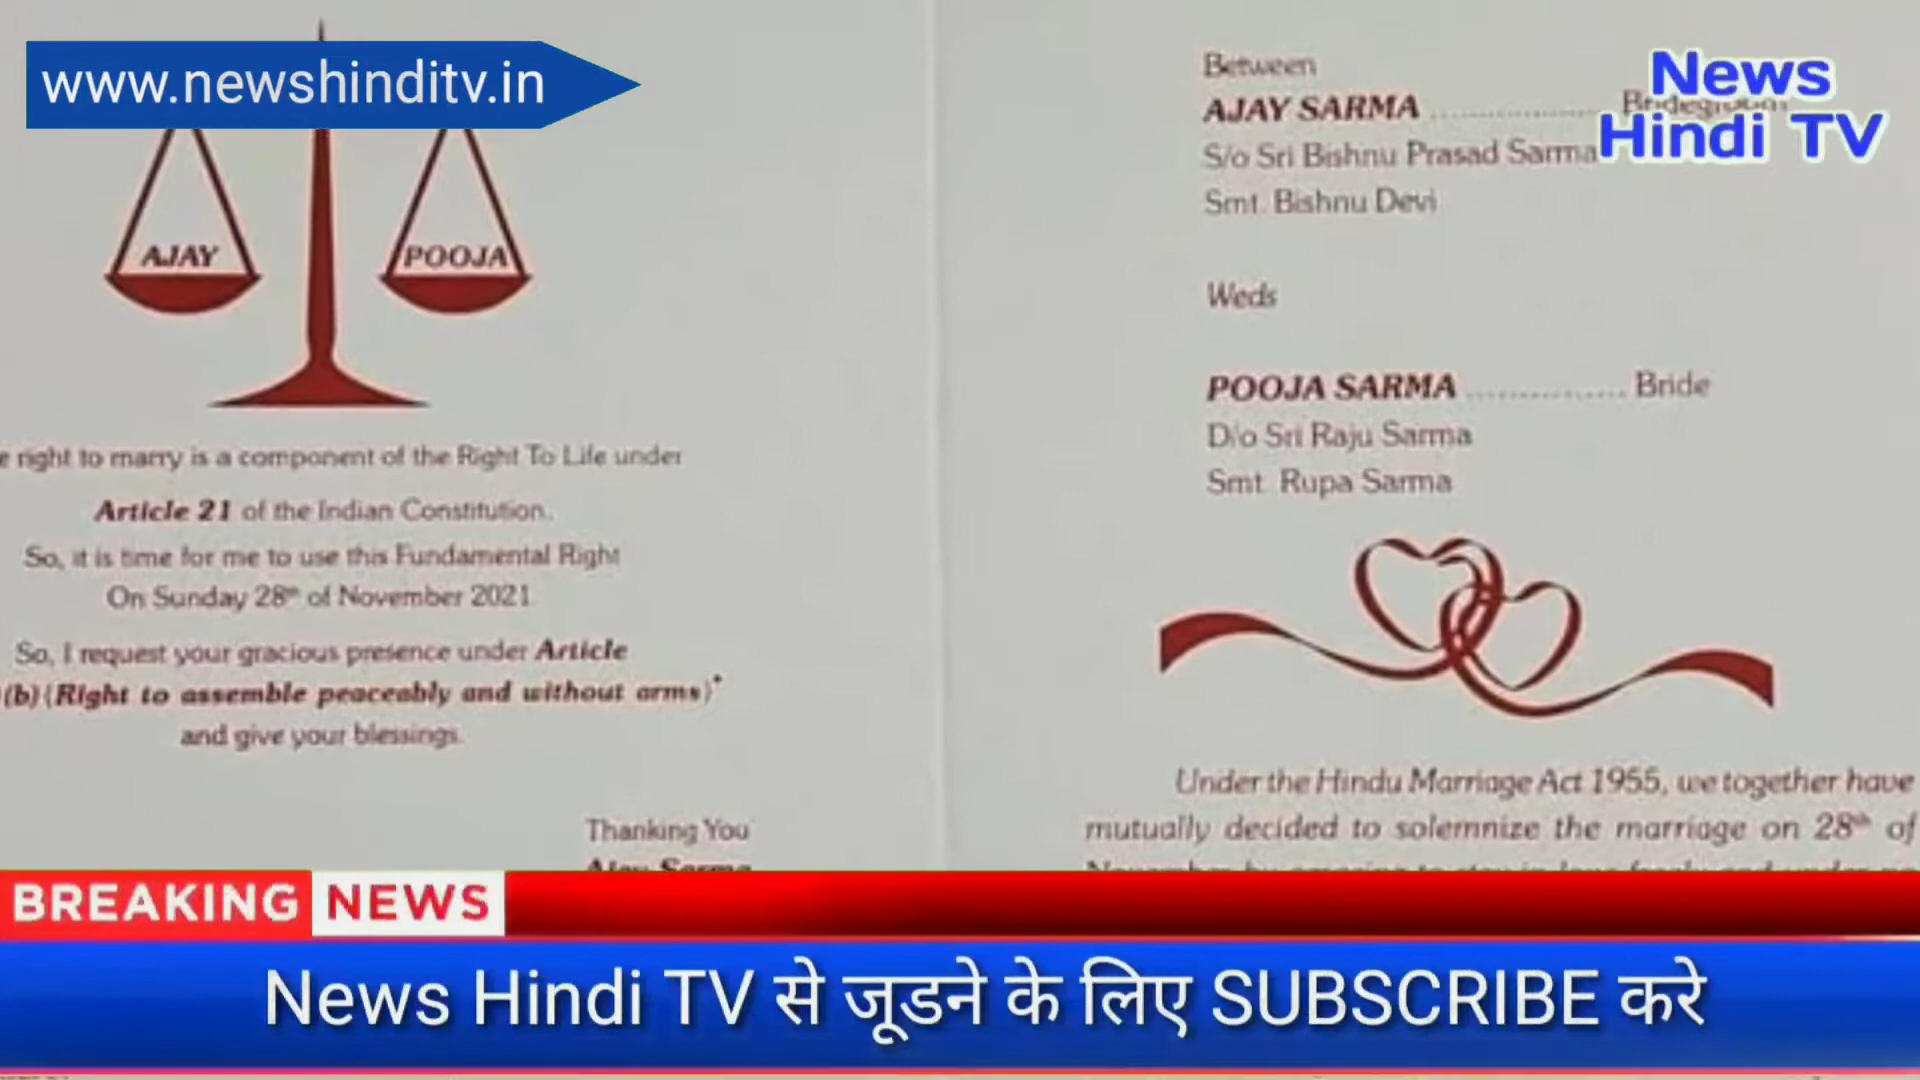 www.newshinditv.in
News
Hindi TV
AJAY
POOJA
right to marry is a component of the Right To Life under
Article 21 of the Indian Constitution.
So, it is time for me to use this Fundamental Right
On Sunday 28th of November 2021
So, I request your gracious presence under Article
(b) (Right to assemble peaceably and without arms)*
and give your blessings.
Thanking You
Ajay Sarma
Between
AJAY SARMA .................. Bridegroom
S/o Sri Bishnu Prasad Sarma
Smt. Bishnu Devi
Weds
POOJA SARMA ................ Bride
D/o Sri Raju Sarma
Smt. Rupa Sarma
Under the Hindu Marriage Act 1955, we together have
mutually decided to solemnize the marriage on 28th of
BREAKING NEWS
News Hindi TV से जूडने के लिए SUBSCRIBE करे